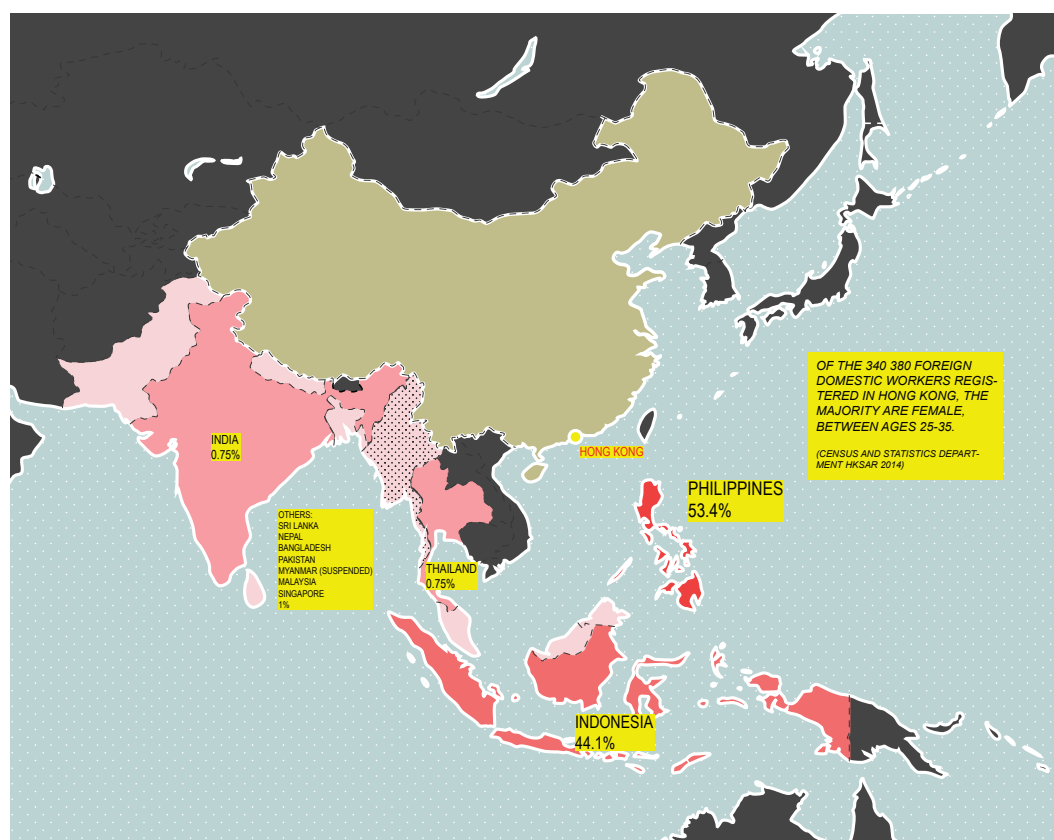 OF THE 340 380 FOREIGN
DOMESTIC WORKERS REGIS-
TERED IN HONG KONG, THE
MAJORITY ARE FEMALE,
BETWEEN AGES 25-35.
(CENSUS AND STATISTICS DEPART-
MENT HKSAR 2014)
INDIA
0.75%
HONG KONG
PHILIPPINES
53.4%
OTHERS:
SRI LANKA
NEPAL
BANGLADESH
PAKISTAN
MYANMAR (SUSPENDED)
MALAYSIA
SINGAPORE
1%
THAILAND
0.75%
INDONESIA
44.1%